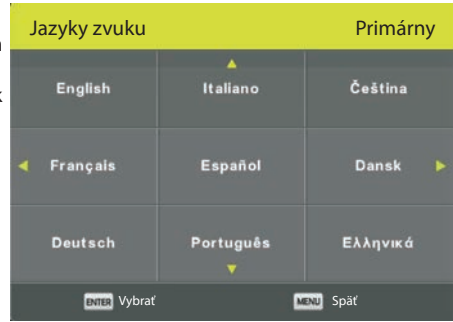 Jazyky zvuku Primárny
English Italiano Čeština
Français Español Dansk
Deutsch Português Ελληνικά
ENTER Vybrať MENU Späť